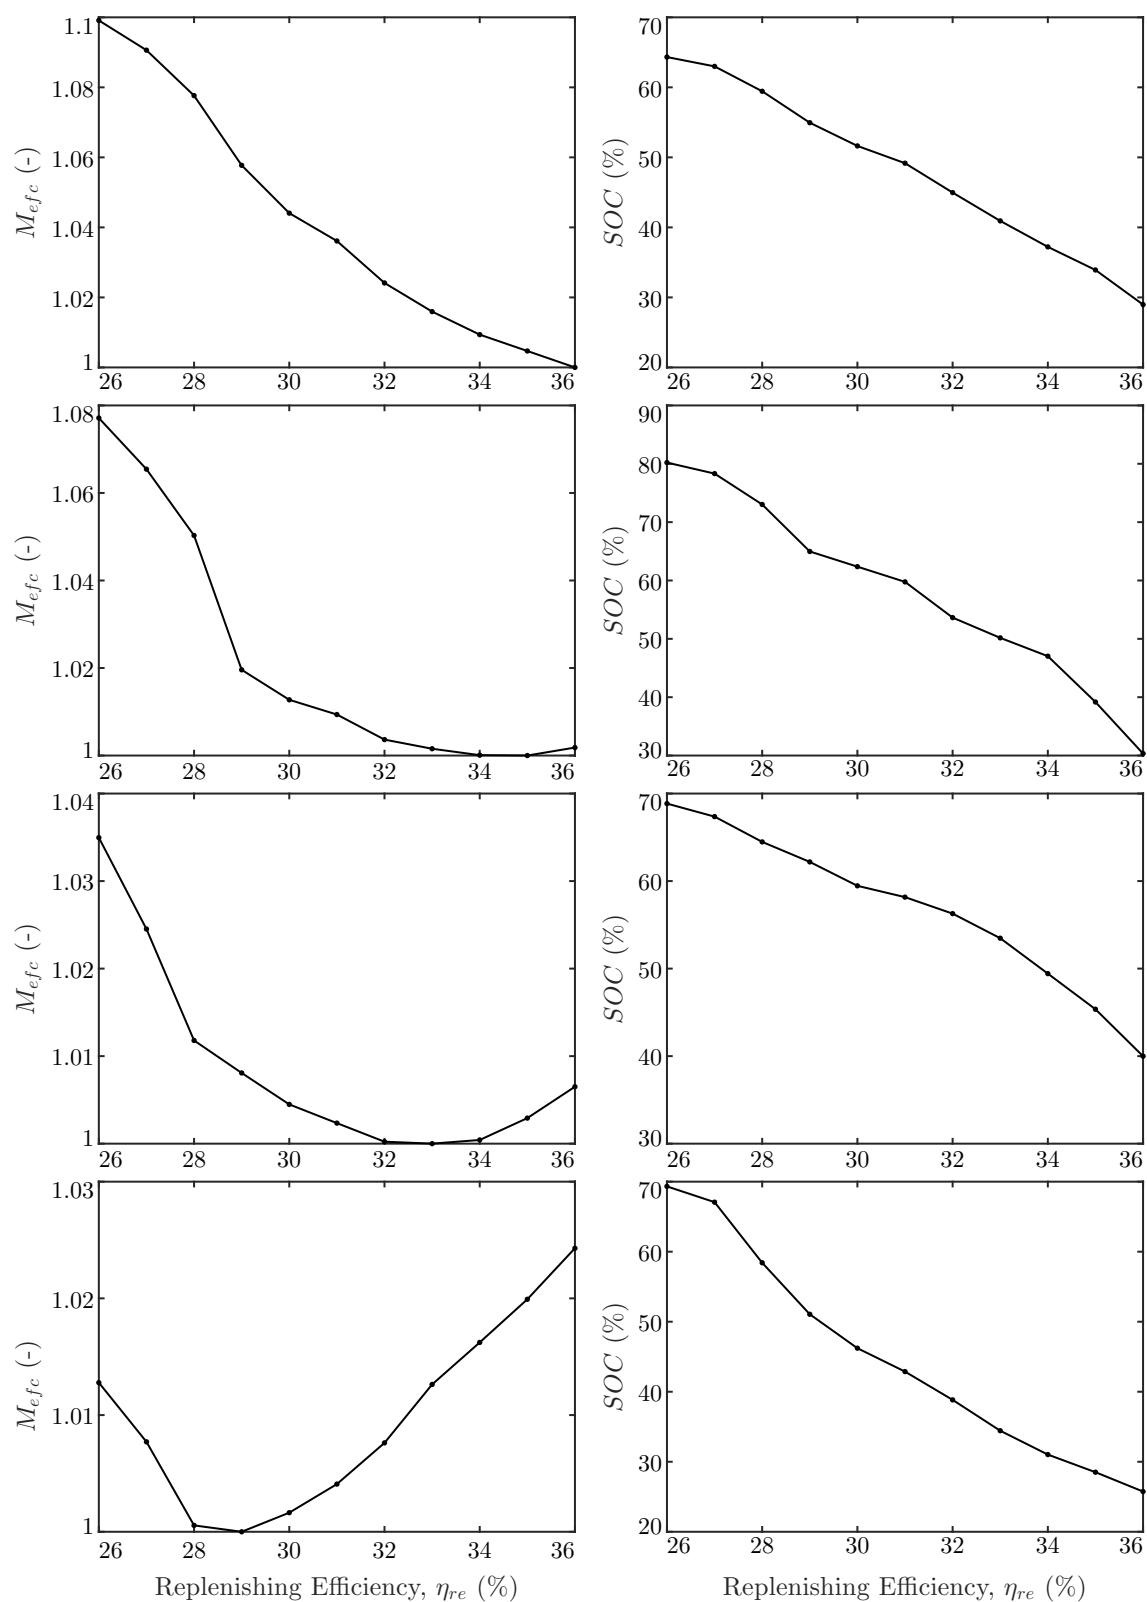 1.1
1.08
1.06
1.04
1.02
1
M_efc (-)
26 28 30 32 34 36
70
60
50
40
30
20
SOC (%)
26 28 30 32 34 36
1.08
1.06
1.04
1.02
1
M_efc (-)
26 28 30 32 34 36
90
80
70
60
50
40
30
SOC (%)
26 28 30 32 34 36
1.04
1.03
1.02
1.01
1
M_efc (-)
26 28 30 32 34 36
70
60
50
40
30
SOC (%)
26 28 30 32 34 36
1.03
1.02
1.01
1
M_efc (-)
26 28 30 32 34 36
Replenishing Efficiency, η_re (%)
70
60
50
40
30
20
SOC (%)
26 28 30 32 34 36
Replenishing Efficiency, η_re (%)